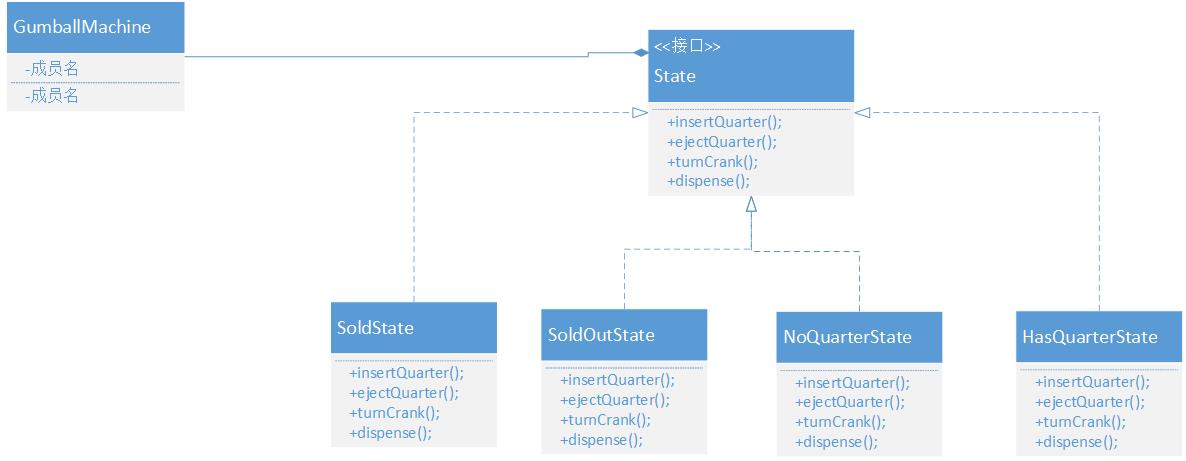 GumballMachine
-成员名
-成员名
<<接口>>
State
+insertQuarter();
+ejectQuarter();
+turnCrank();
+dispense();
SoldState
+insertQuarter();
+ejectQuarter();
+turnCrank();
+dispense();
SoldOutState
+insertQuarter();
+ejectQuarter();
+turnCrank();
+dispense();
NoQuarterState
+insertQuarter();
+ejectQuarter();
+turnCrank();
+dispense();
HasQuarterState
+insertQuarter();
+ejectQuarter();
+turnCrank();
+dispense();